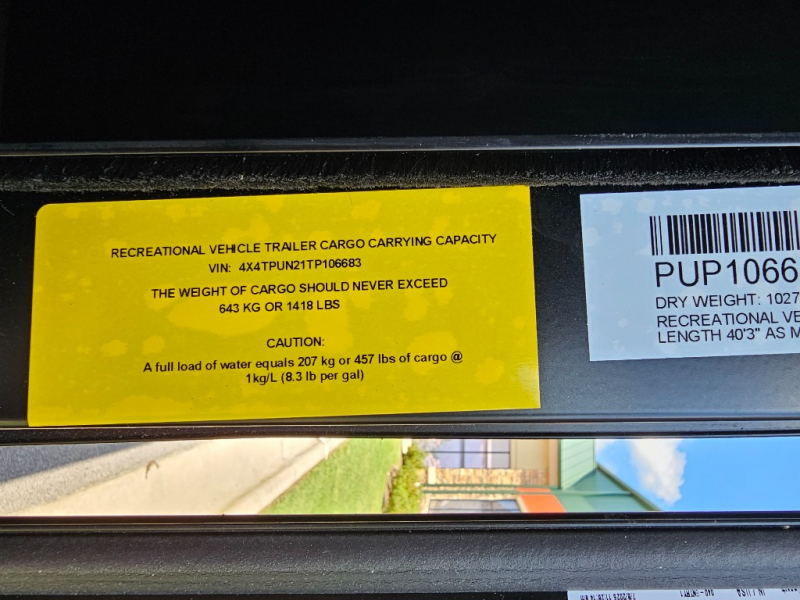 RECREATIONAL VEHICLE TRAILER CARGO CARRYING CAPACITY
VIN: 4X4TPUN21TP106683
THE WEIGHT OF CARGO SHOULD NEVER EXCEED
643 KG OR 1418 LBS
CAUTION:
A full load of water equals 207 kg or 457 lbs of cargo @
1kg/L (8.3 lb per gal)
PUP1066
DRY WEIGHT: 1027
RECREATIONAL VE
LENGTH 40'3" AS M